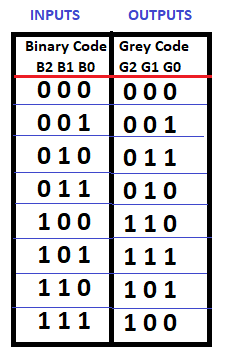 INPUTS OUTPUTS
Binary Code Grey Code
B2 B1 B0 G2 G1 G0
0 0 0 0 0 0
0 0 1 0 0 1
0 1 0 0 1 1
0 1 1 0 1 0
1 0 0 1 1 0
1 0 1 1 1 1
1 1 0 1 0 1
1 1 1 1 0 0